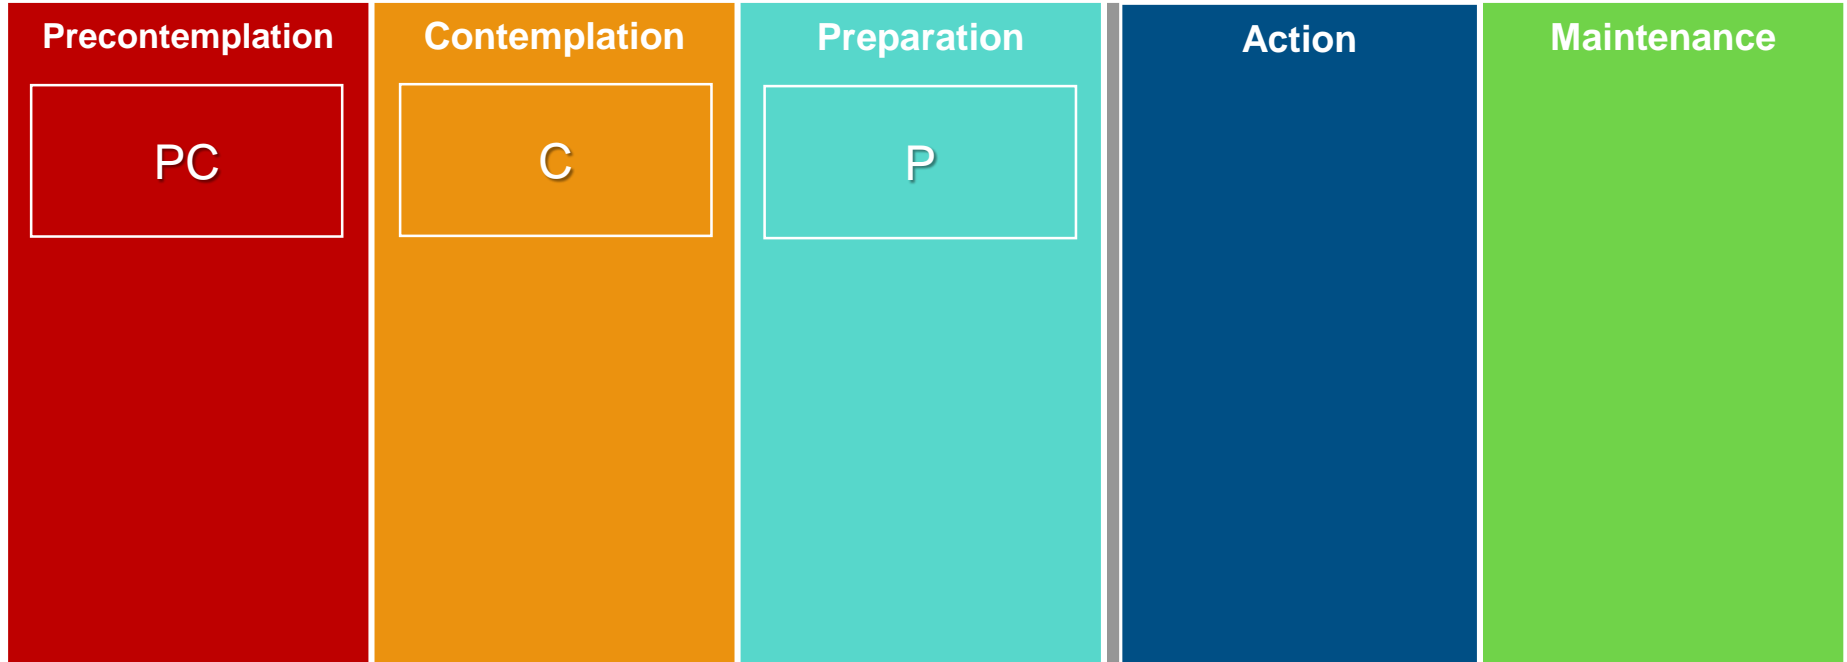 Precontemplation
Contemplation
Preparation
Action
Maintenance
PC
C
P